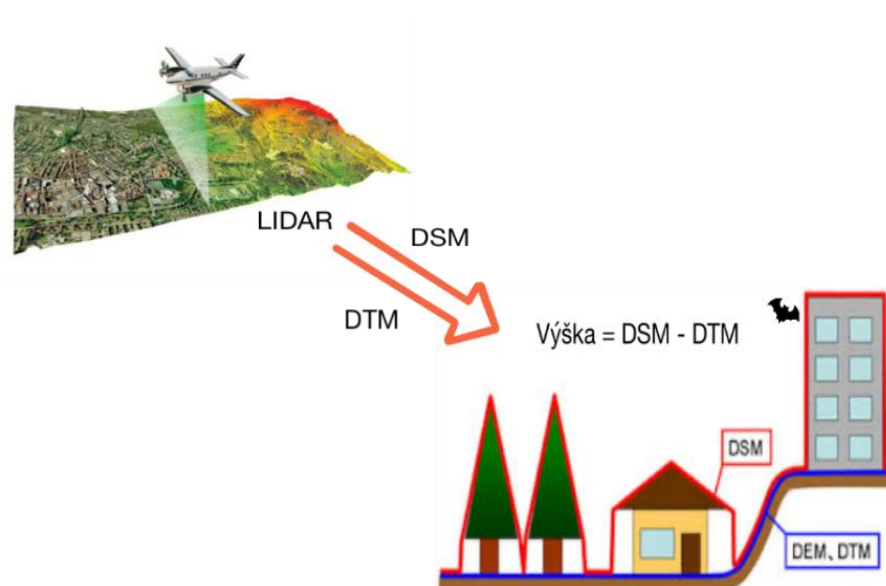 LIDAR
DSM
DTM
Výška = DSM - DTM
DSM
DEM、DTM